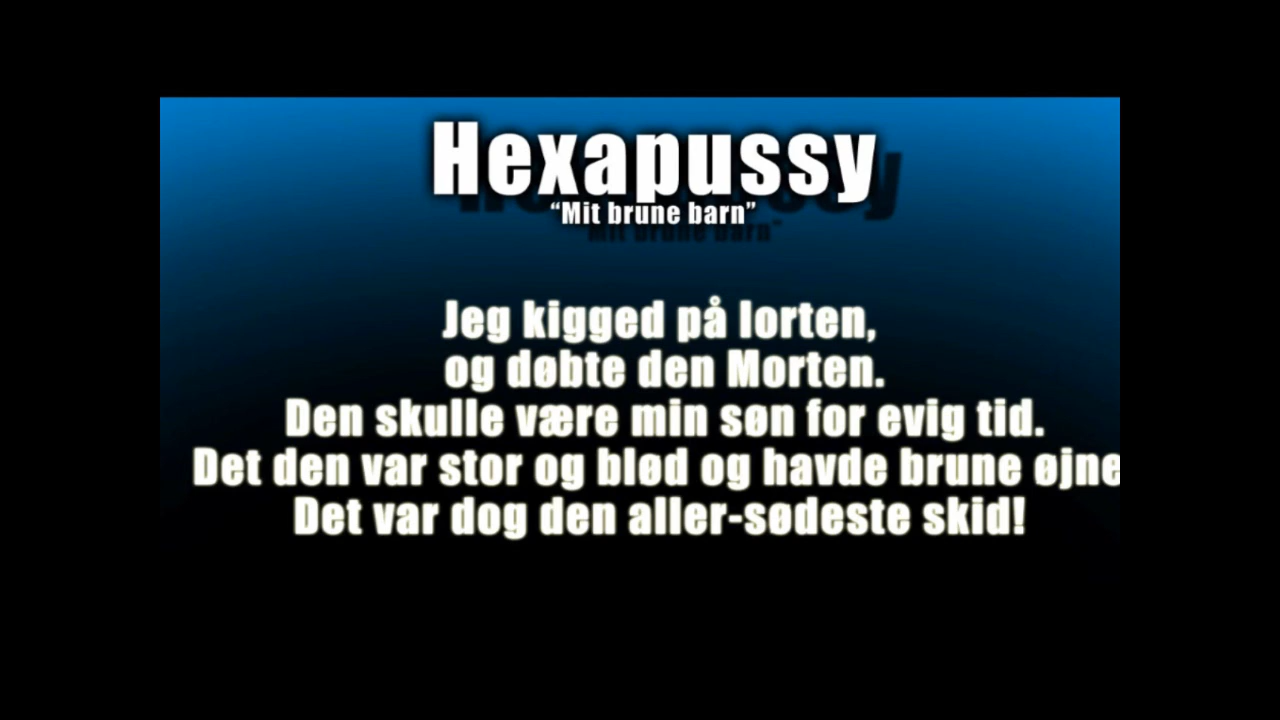 Hexapussy
“Mit brune barn”
Jeg kigged på lorten,
og døbte den Morten.
Den skulle være min søn for evig tid.
Det den var stor og blød og havde brune øjne
Det var dog den aller-sødeste skid!